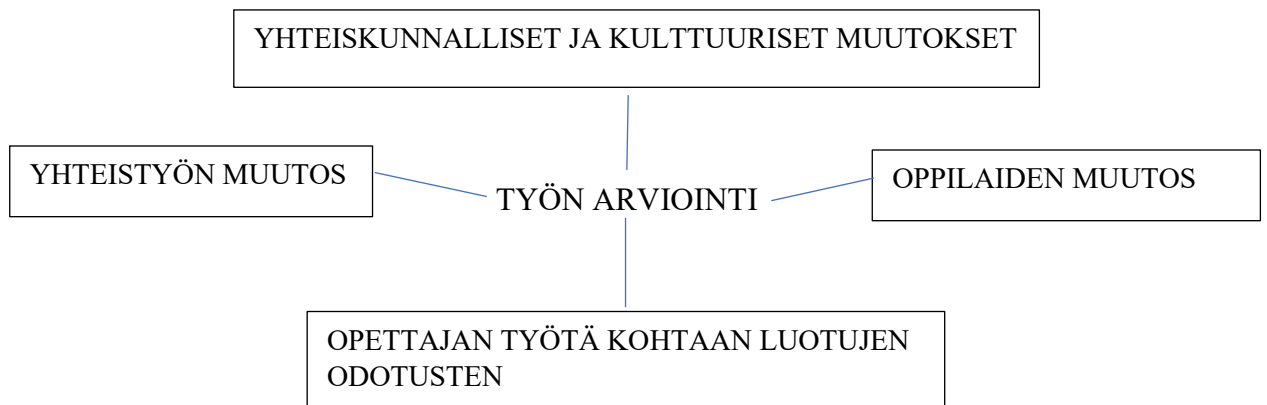 YHTEISKUNNALLISET JA KULTTUURISET MUUTOKSET
YHTEISTYÖN MUUTOS
TYÖN ARVIOINTI
OPPILAIDEN MUUTOS
OPETTAJAN TYÖTÄ KOHTAAN LUOTUJEN
ODOTUSTEN